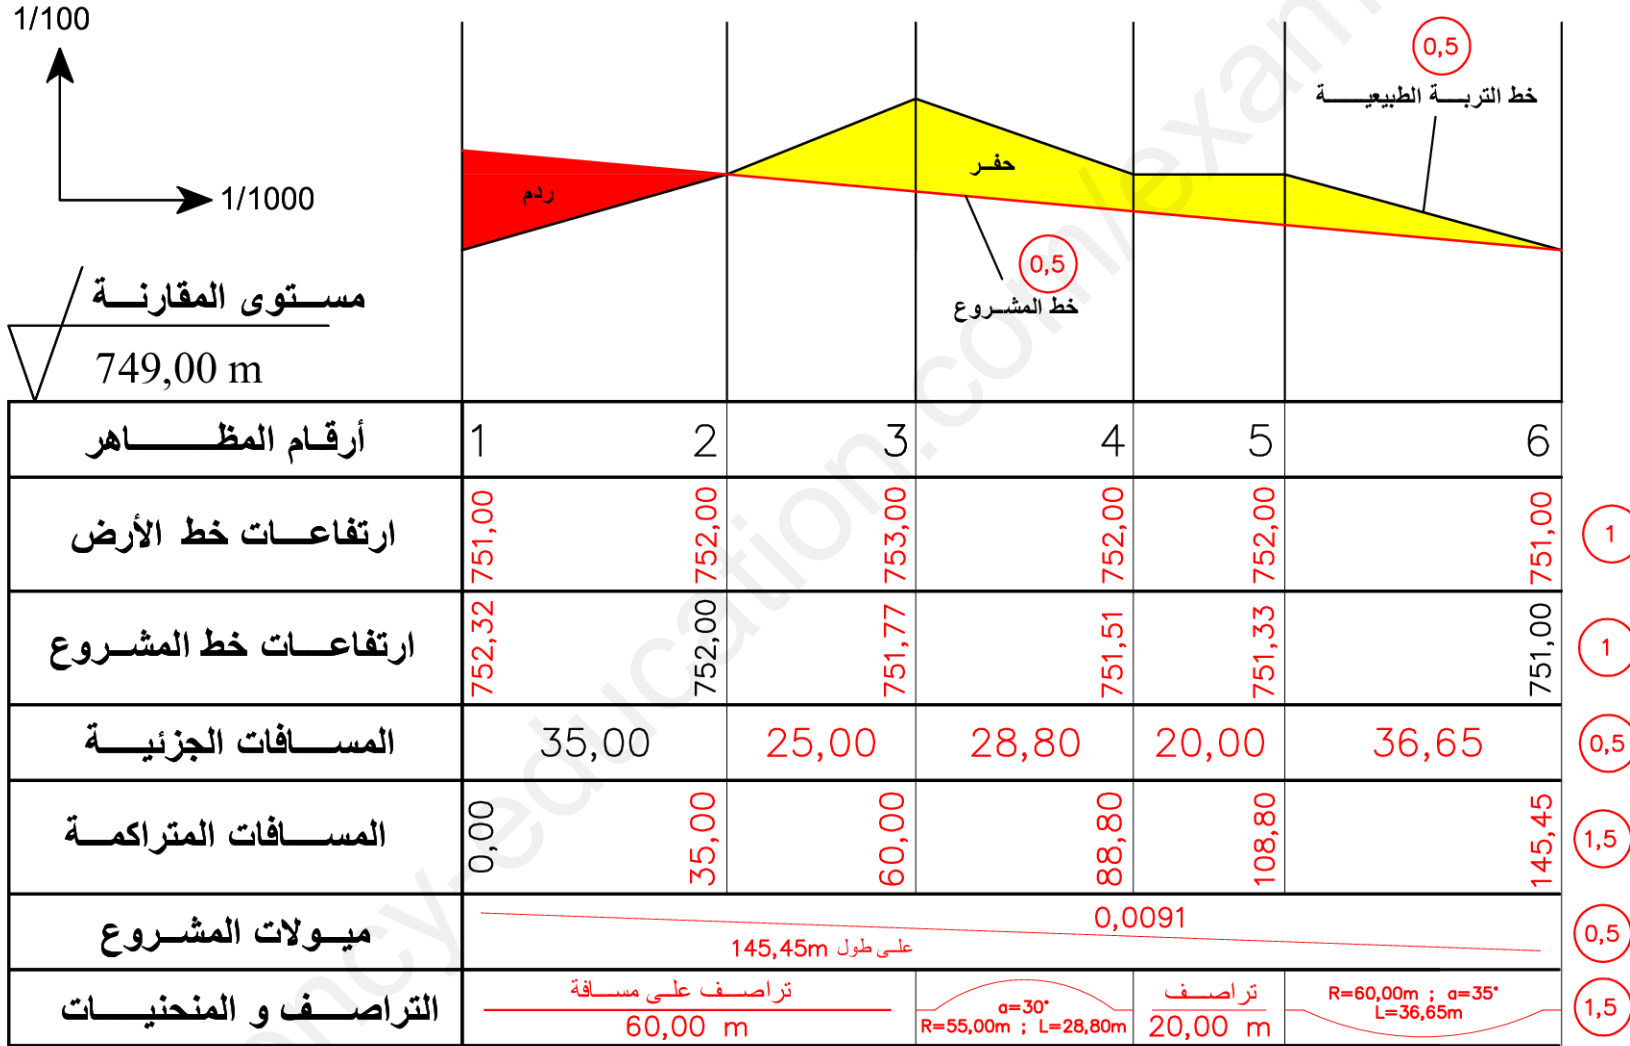 1/100
1/1000
0,5
خط التربة الطبيعية
حفر
ردم
0,5
خط المشروع
مستوى المقارنة
749,00 m
أرقام المظاهر
1 2 3 4 5 6
ارتفاعات خط الأرض
751,00 752,00 753,00 752,00 752,00 751,00
1
ارتفاعات خط المشروع
752,32 752,00 751,77 751,51 751,33 751,00
1
المسافات الجزئية
35,00 25,00 28,80 20,00 36,65
0,5
المسافات المتراكمة
0,00 35,00 60,00 88,80 108,80 145,45
1,5
ميولات المشروع
0,0091
على طول 145,45m
0,5
التراصف و المنحنيات
تراصف على مسافة
60,00 m
a=30°
R=55,00m ; L=28,80m
تراصف
20,00 m
R=60,00m ; a=35°
L=36,65m
1,5
ency-education.com/exam